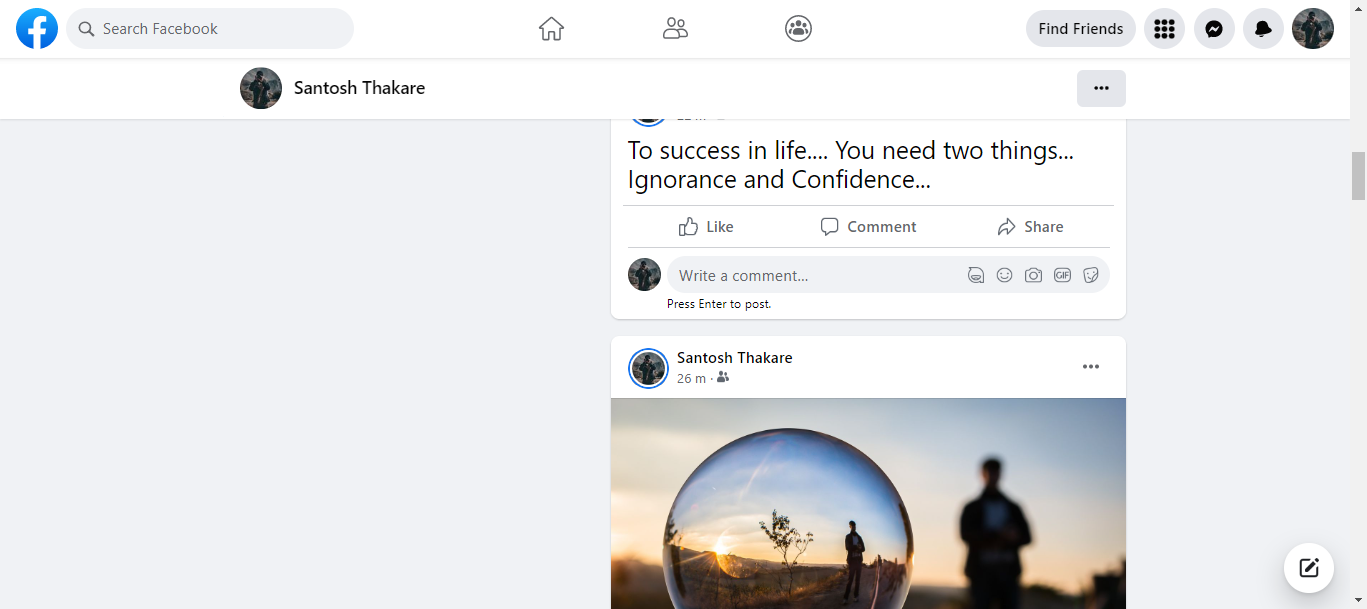 Search Facebook
Find Friends
Santosh Thakare
To success in life.... You need two things...
Ignorance and Confidence...
Like Comment Share
Write a comment...
GIF
Press Enter to post.
Santosh Thakare
26 m ·